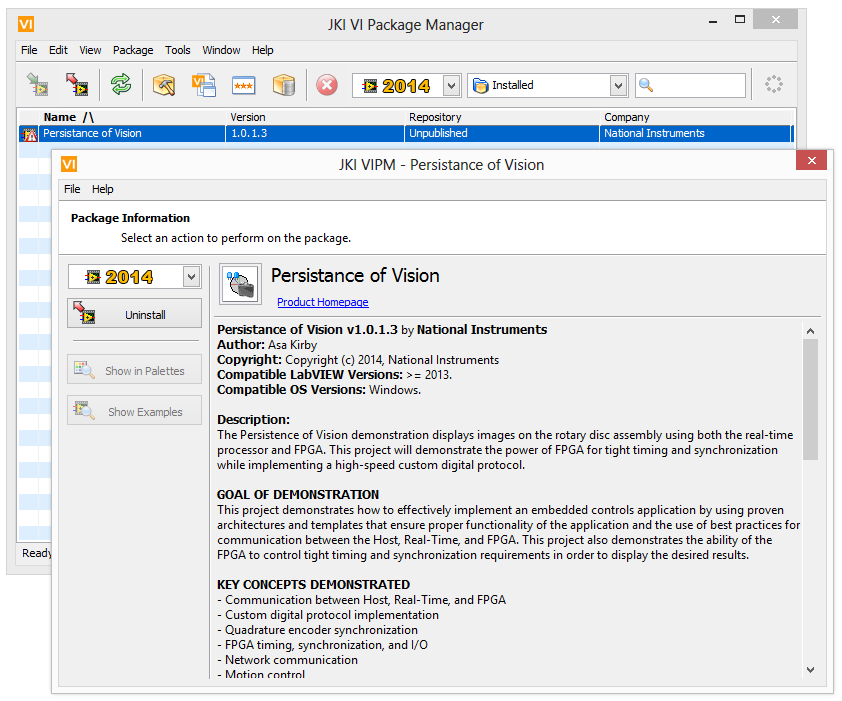 VI
JKI VI Package Manager
File Edit View Package Tools Window Help
VI *** 2014 Installed
Name /\ Version Repository Company
Persistance of Vision 1.0.1.3 Unpublished National Instruments
Ready
VI
JKI VIPM - Persistance of Vision
File Help
Package Information
Select an action to perform on the package.
2014
Uninstall
Show in Palettes
Show Examples
Persistance of Vision
Product Homepage
Persistance of Vision v1.0.1.3 by National Instruments
Author: Asa Kirby
Copyright: Copyright (c) 2014, National Instruments
Compatible LabVIEW Versions: >= 2013.
Compatible OS Versions: Windows.
Description:
The Persistence of Vision demonstration displays images on the rotary disc assembly using both the real-time
processor and FPGA. This project will demonstrate the power of FPGA for tight timing and synchronization
while implementing a high-speed custom digital protocol.
GOAL OF DEMONSTRATION
This project demonstrates how to effectively implement an embedded controls application by using proven
architectures and templates that ensure proper functionality of the application and the use of best practices for
communication between the Host, Real-Time, and FPGA. This project also demonstrates the ability of the
FPGA to control tight timing and synchronization requirements in order to display the desired results.
KEY CONCEPTS DEMONSTRATED
- Communication between Host, Real-Time, and FPGA
- Custom digital protocol implementation
- Quadrature encoder synchronization
- FPGA timing, synchronization, and I/O
- Network communication
- Motion control